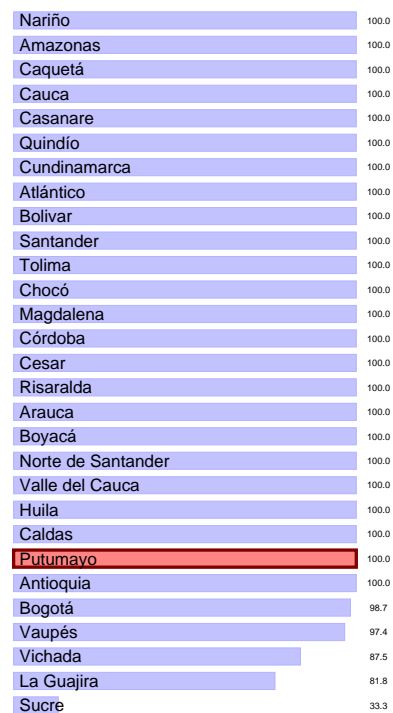 Nariño 100.0
Amazonas 100.0
Caquetá 100.0
Cauca 100.0
Casanare 100.0
Quindío 100.0
Cundinamarca 100.0
Atlántico 100.0
Bolivar 100.0
Santander 100.0
Tolima 100.0
Chocó 100.0
Magdalena 100.0
Córdoba 100.0
Cesar 100.0
Risaralda 100.0
Arauca 100.0
Boyacá 100.0
Norte de Santander 100.0
Valle del Cauca 100.0
Huila 100.0
Caldas 100.0
Putumayo 100.0
Antioquia 100.0
Bogotá 98.7
Vaupés 97.4
Vichada 87.5
La Guajira 81.8
Sucre 33.3